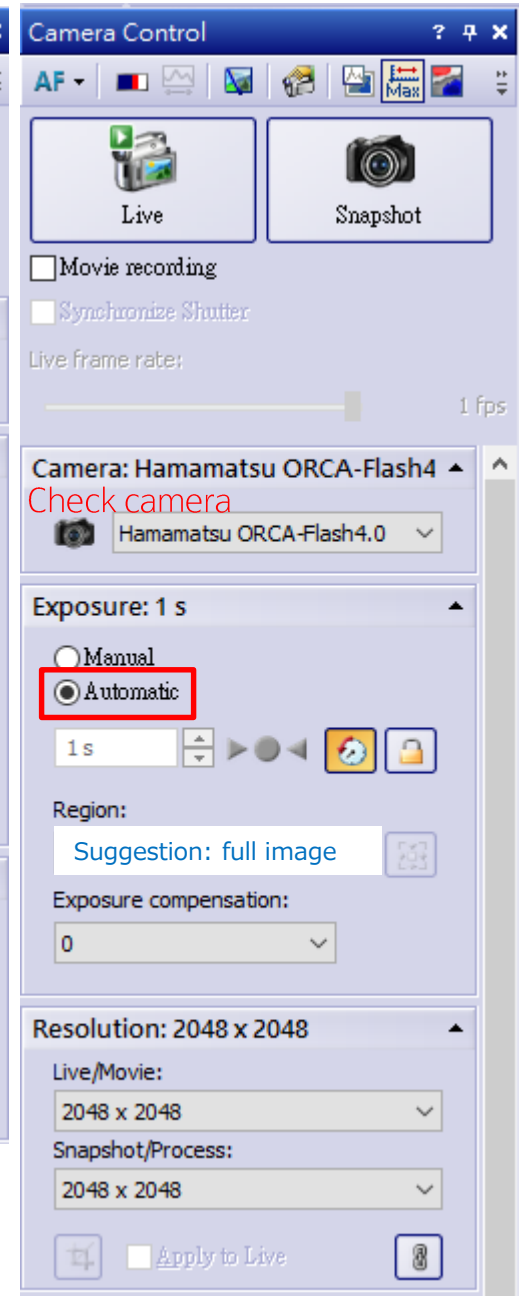 Camera Control
AF
Max
Live
Snapshot
Movie recording
Synchronize Shutter
Live frame rate:
1 fps
Camera: Hamamatsu ORCA-Flash4
Check camera
Hamamatsu ORCA-Flash4.0
Exposure: 1 s
Manual
Automatic
1 s
Region:
Suggestion: full image
Exposure compensation:
0
Resolution: 2048 x 2048
Live/Movie:
2048 x 2048
Snapshot/Process:
2048 x 2048
Apply to Live